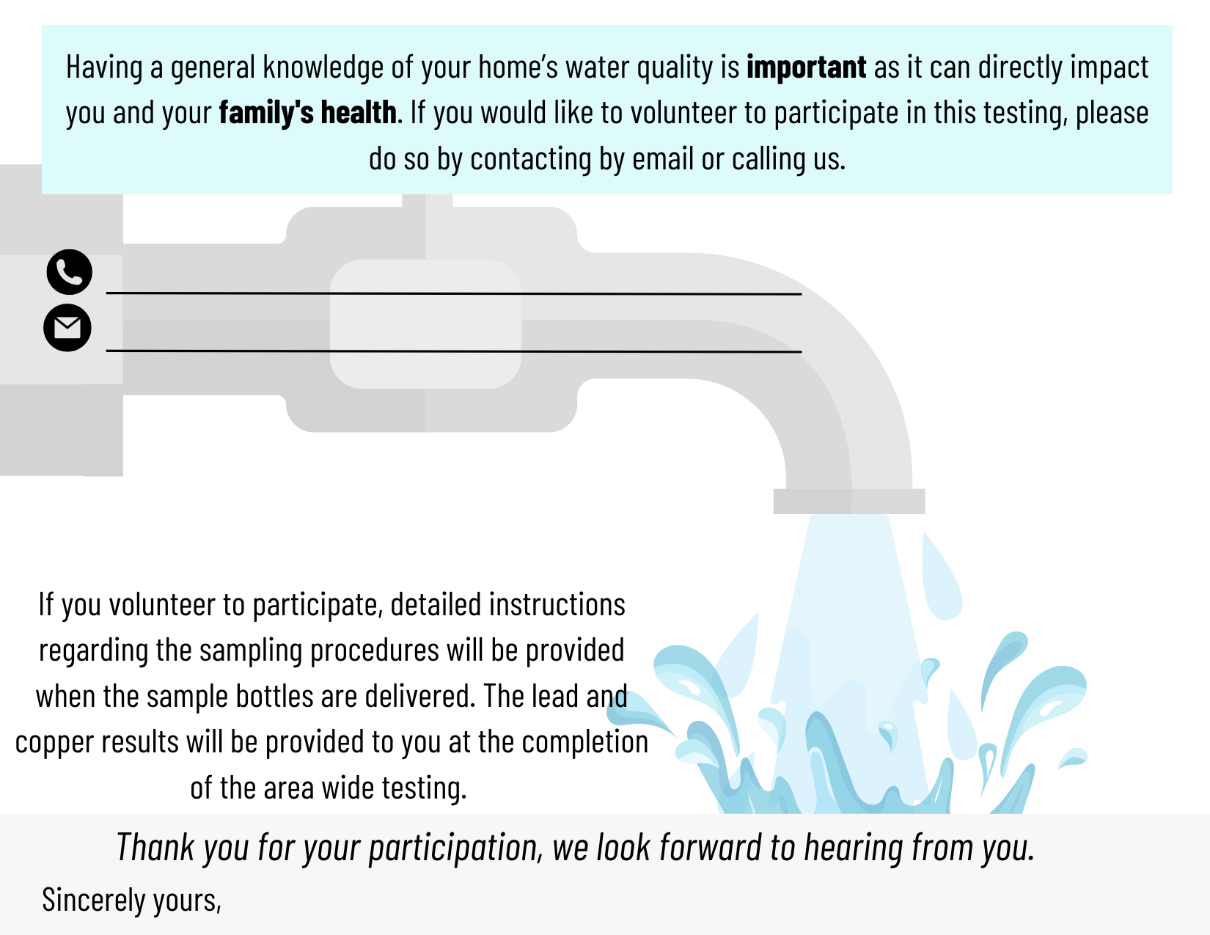 Having a general knowledge of your home’s water quality is important as it can directly impact
you and your family's health. If you would like to volunteer to participate in this testing, please
do so by contacting by email or calling us.
If you volunteer to participate, detailed instructions
regarding the sampling procedures will be provided
when the sample bottles are delivered. The lead and
copper results will be provided to you at the completion
of the area wide testing.
Thank you for your participation, we look forward to hearing from you.
Sincerely yours,